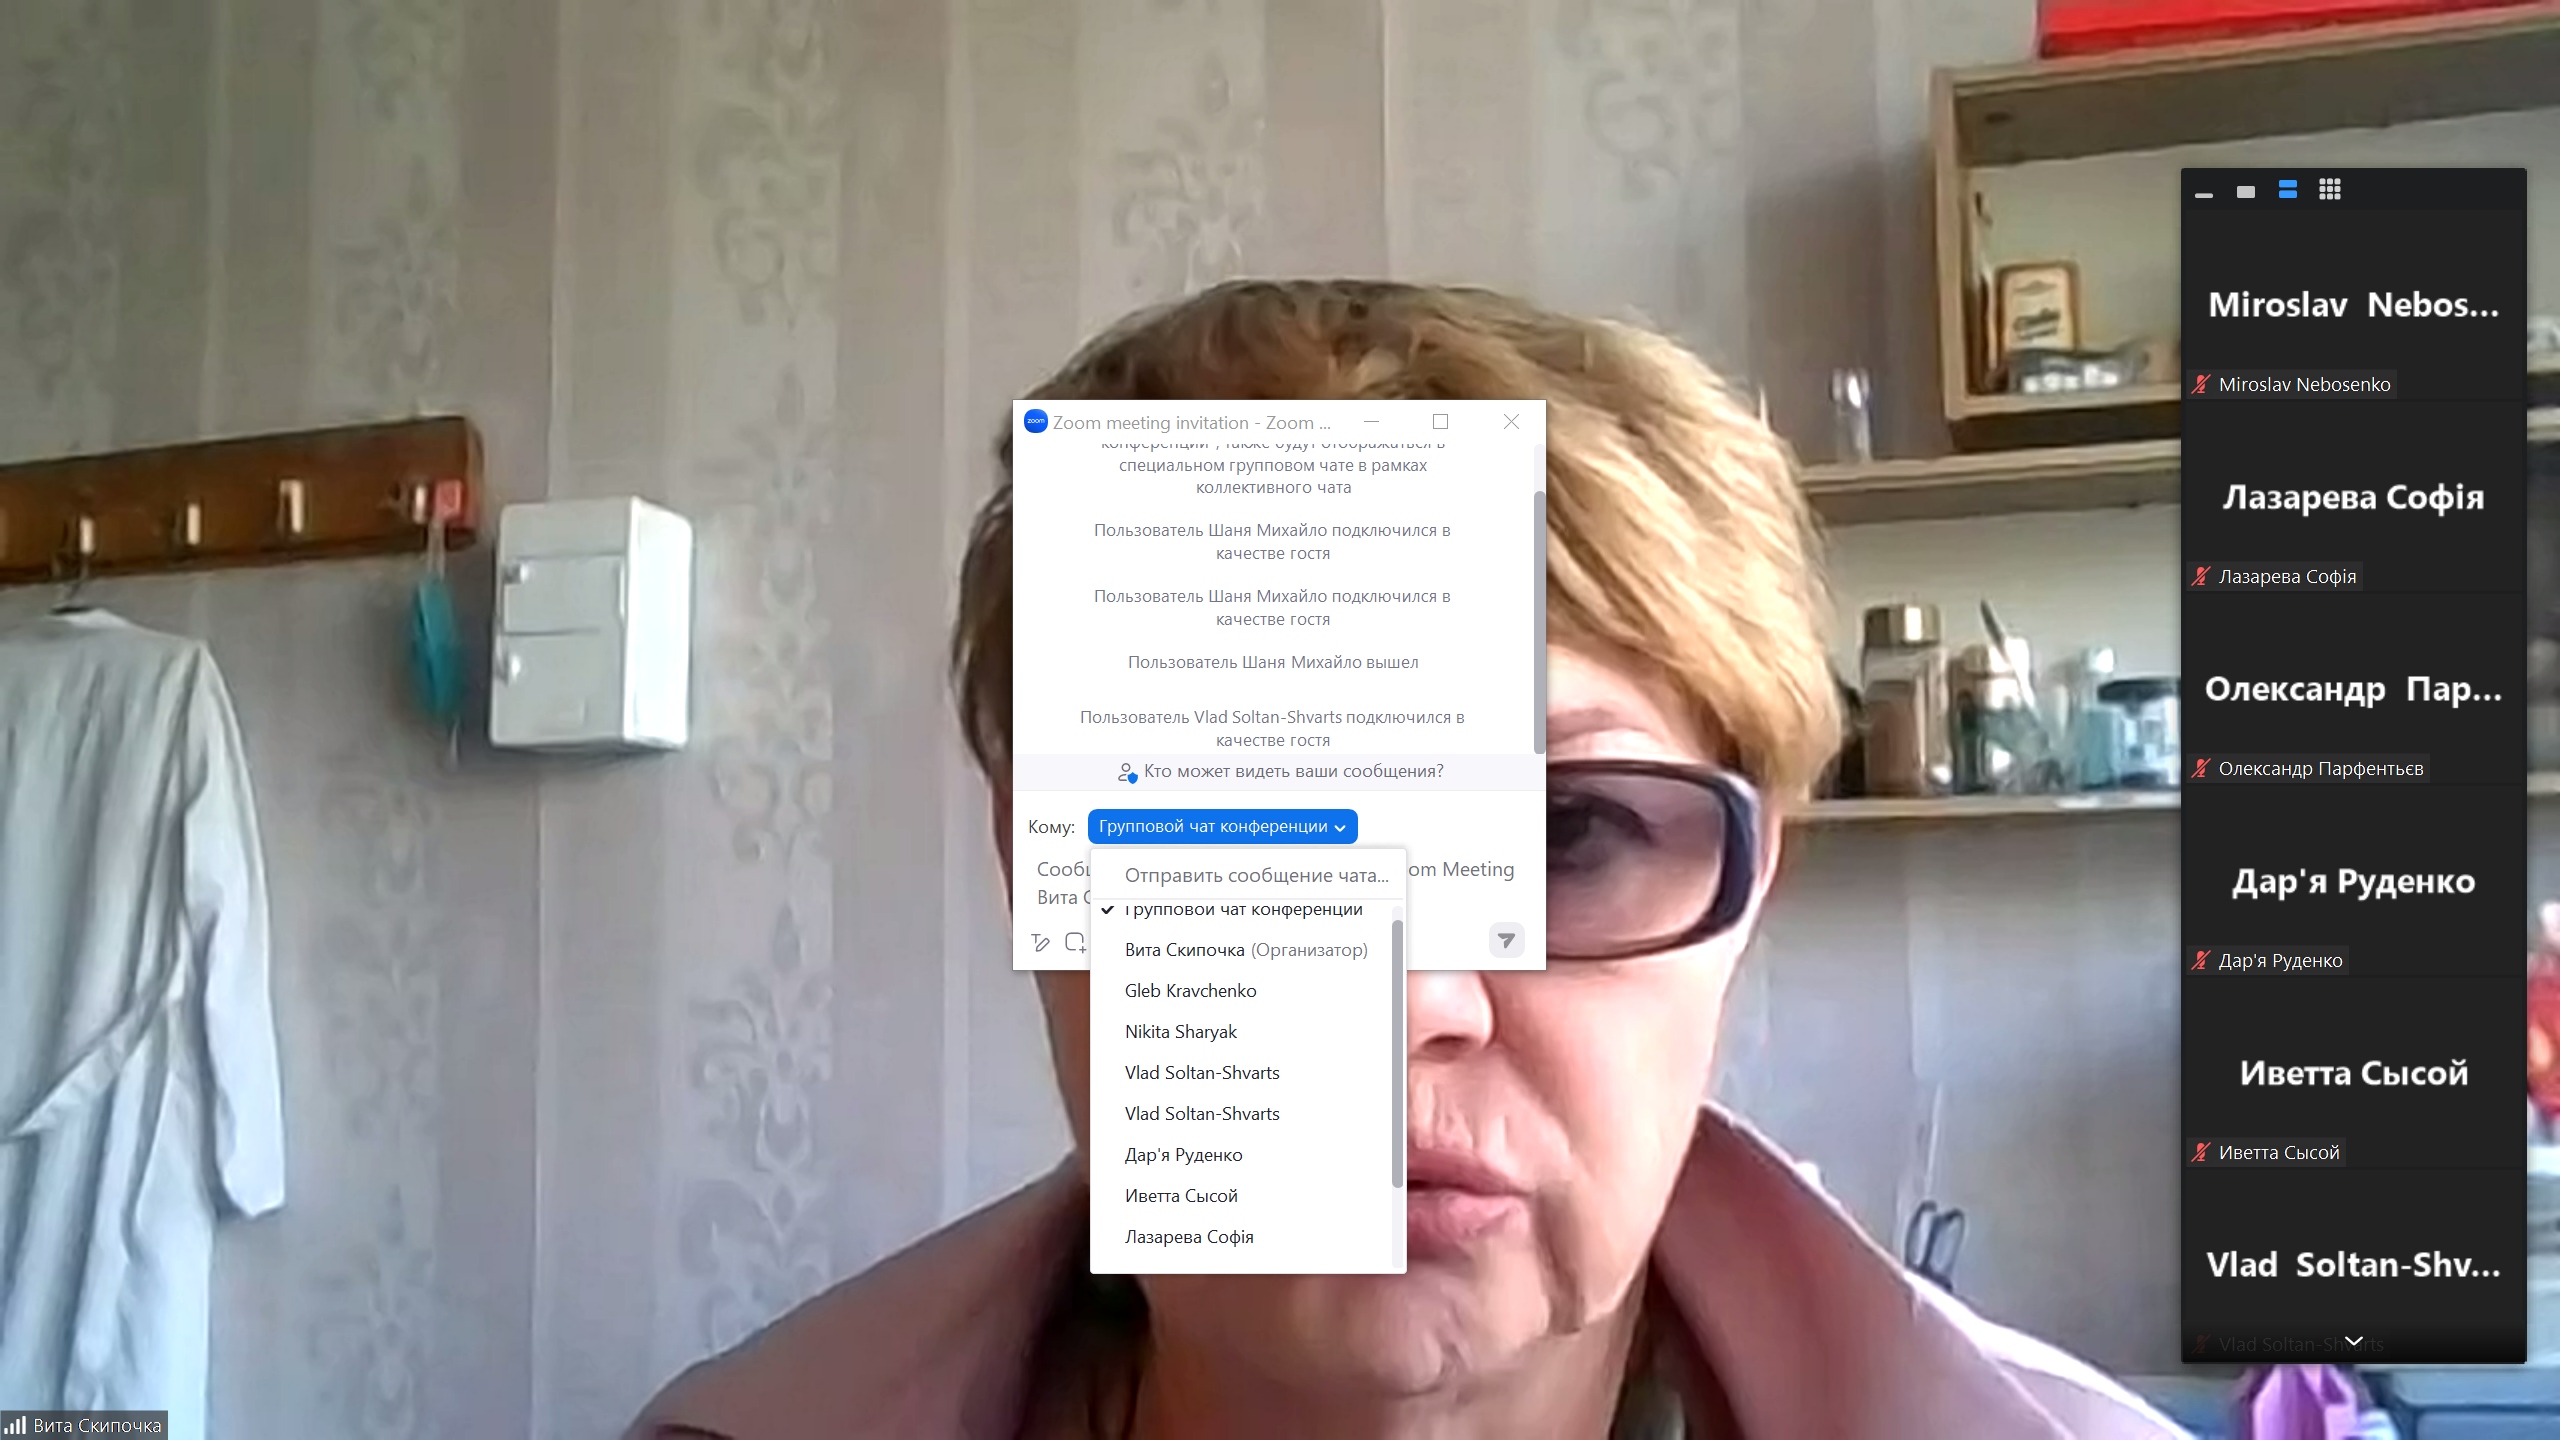 zoom
Zoom meeting invitation - Zoom ...
конференции", также будут отображаться в
специальном групповом чате в рамках
коллективного чата
Пользователь Шаня Михайло подключился в
качестве гостя
Пользователь Шаня Михайло подключился в
качестве гостя
Пользователь Шаня Михайло вышел
Пользователь Vlad Soltan-Shvarts подключился в
качестве гостя
Кто может видеть ваши сообщения?
Кому: Групповой чат конференции
om Meeting
Вита
Отправить сообщение чата...
Групповой чат конференции
Вита Скипочка (Организатор)
Gleb Kravchenko
Nikita Sharyak
Vlad Soltan-Shvarts
Vlad Soltan-Shvarts
Дар'я Руденко
Иветта Сысой
Лазарева Софія
Miroslav Nebos...
Miroslav Nebosenko
Лазарева Софія
Лазарева Софія
Олександр Пар...
Олександр Парфентьєв
Дар'я Руденко
Дар'я Руденко
Иветта Сысой
Иветта Сысой
Vlad Soltan-Shv...
Vlad Soltan-Shvarts
Вита Скипочка